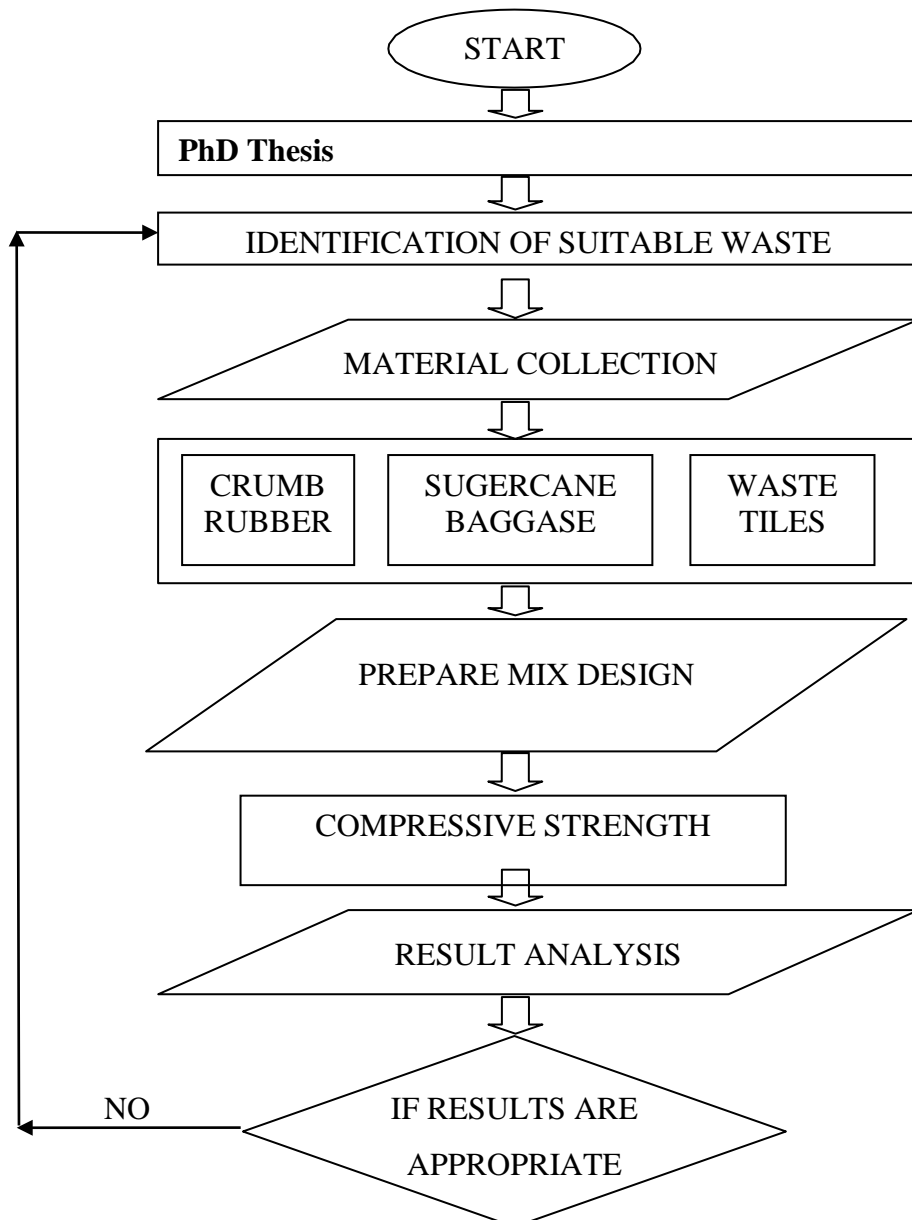 START
PhD Thesis
IDENTIFICATION OF SUITABLE WASTE
MATERIAL COLLECTION
CRUMB
RUBBER
SUGERCANE
BAGGASE
WASTE
TILES
PREPARE MIX DESIGN
COMPRESSIVE STRENGTH
RESULT ANALYSIS
NO
IF RESULTS ARE
APPROPRIATE